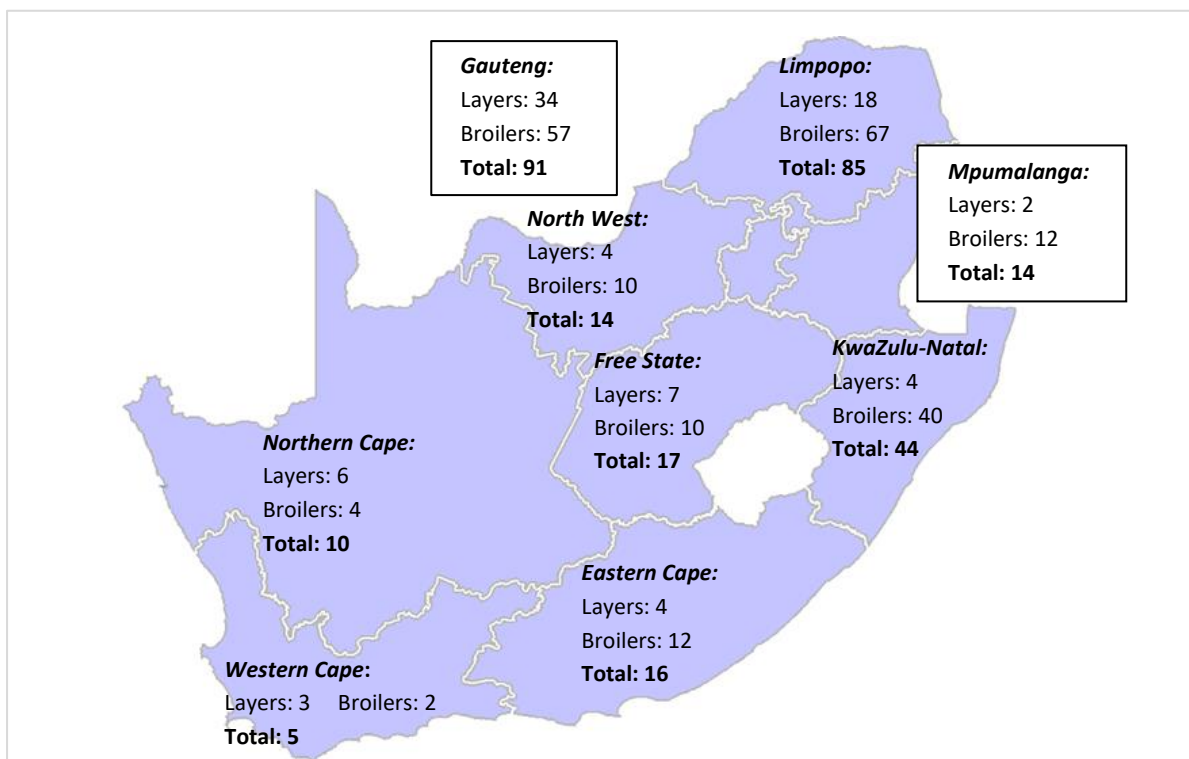 Gauteng:
Layers: 34
Broilers: 57
Total: 91
Limpopo:
Layers: 18
Broilers: 67
Total: 85
Mpumalanga:
Layers: 2
Broilers: 12
Total: 14
North West:
Layers: 4
Broilers: 10
Total: 14
Free State:
Layers: 7
Broilers: 10
Total: 17
KwaZulu-Natal:
Layers: 4
Broilers: 40
Total: 44
Northern Cape:
Layers: 6
Broilers: 4
Total: 10
Eastern Cape:
Layers: 4
Broilers: 12
Total: 16
Western Cape:
Layers: 3 Broilers: 2
Total: 5